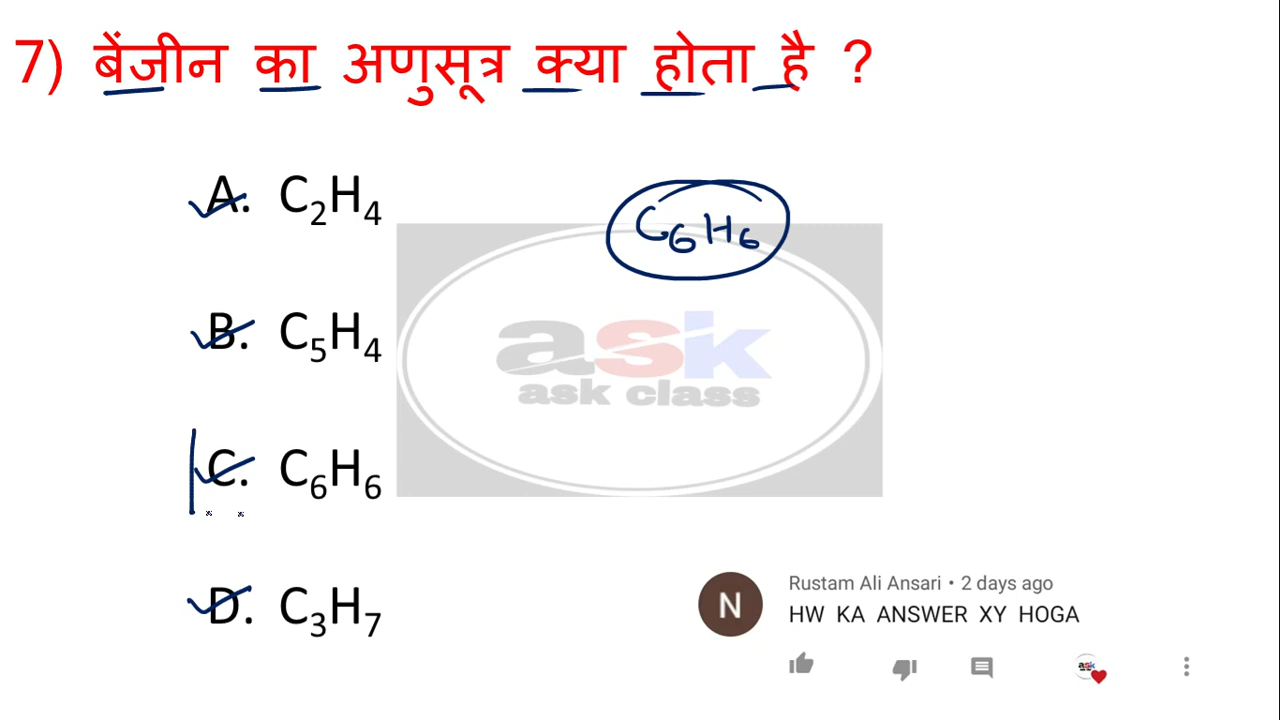 7) बेंजीन का अणुसूत्र क्या होता है ?
A. C₂H₄
C₆H₆
B. C₅H₄
ask
ask class
C. C₆H₆
D. C₃H₇
N
Rustam Ali Ansari • 2 days ago
HW KA ANSWER XY HOGA
ask